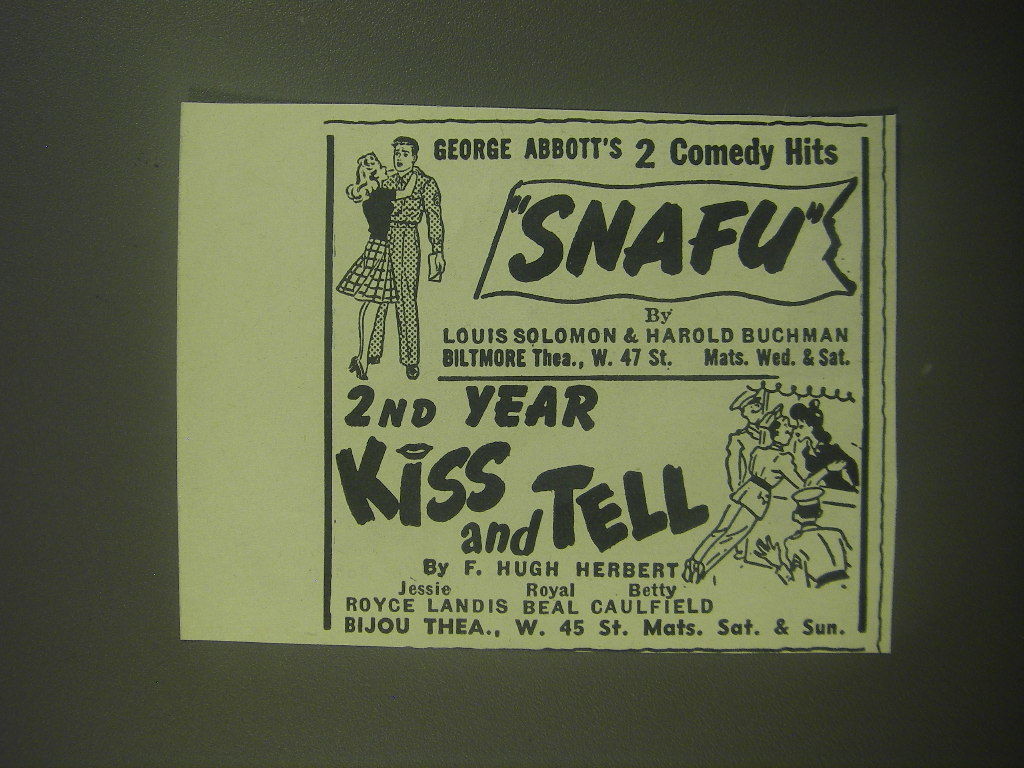 GEORGE ABBOTT'S 2 Comedy Hits
"SNAFU"
By
LOUIS SOLOMON & HAROLD BUCHMAN
BILTMORE Thea., W. 47 St. Mats. Wed. & Sat.
2ND YEAR
KiSS
and TELL
By F. HUGH HERBERT
Jessie Royal Betty
ROYCE LANDIS BEAL CAULFIELD
BIJOU THEA., W. 45 St. Mats. Sat. & Sun.